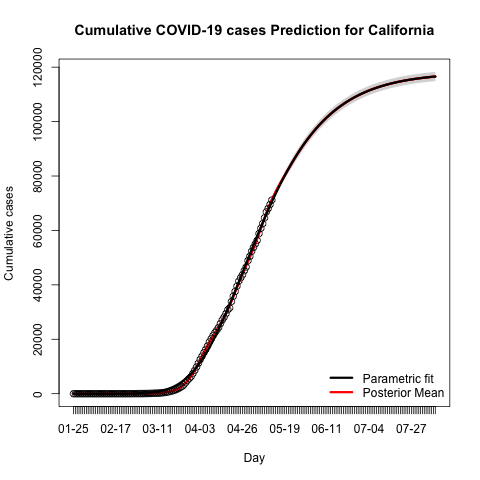 Cumulative COVID-19 cases Prediction for California
Cumulative cases
120000
100000
80000
60000
40000
20000
0
Parametric fit
Posterior Mean
01-25 02-17 03-11 04-03 04-26 05-19 06-11 07-04 07-27
Day